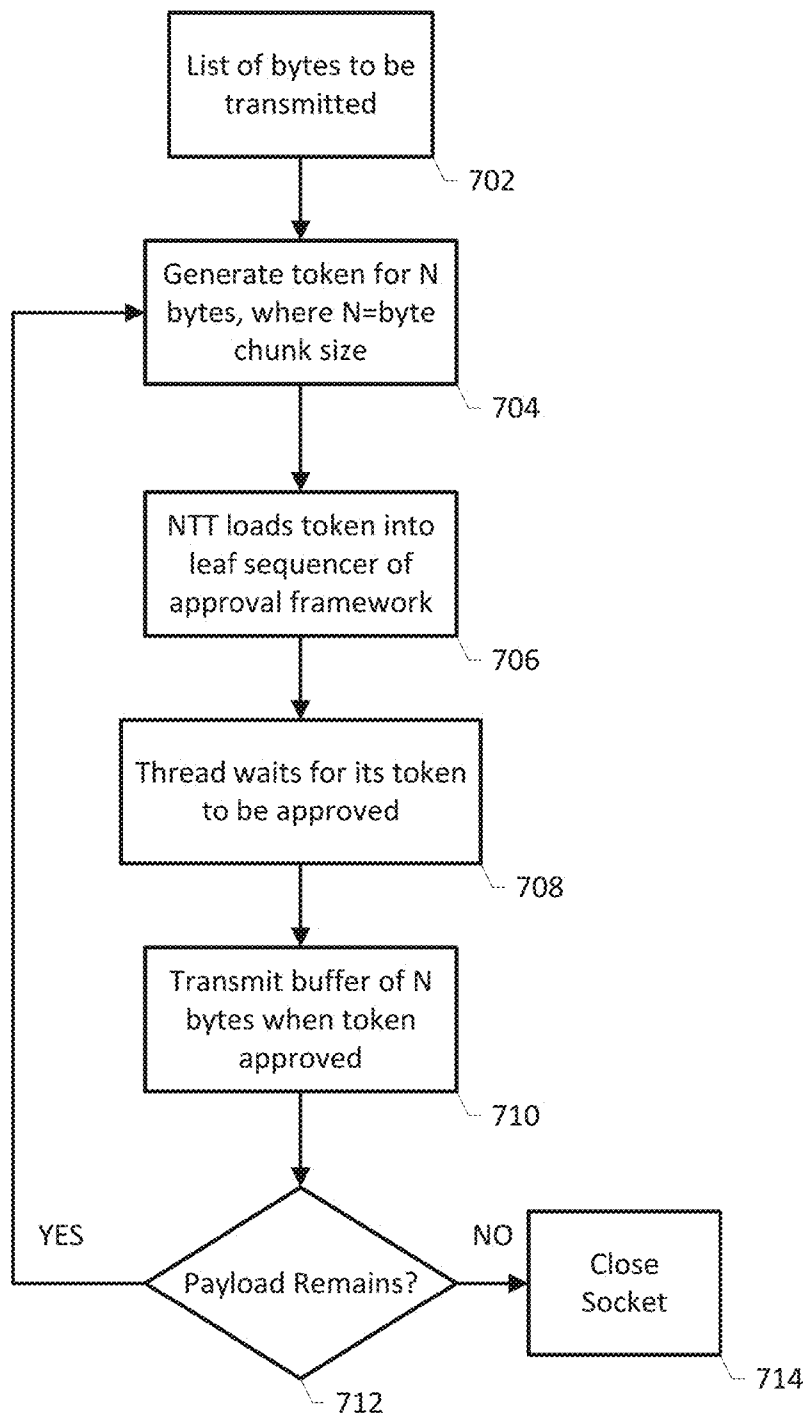 List of bytes to be
transmitted
702
Generate token for N
bytes, where N=byte
chunk size
704
NTT loads token into
leaf sequencer of
approval framework
706
Thread waits for its token
to be approved
708
Transmit buffer of N
bytes when token
approved
710
YES
NO
Payload Remains?
Close
Socket
712
714